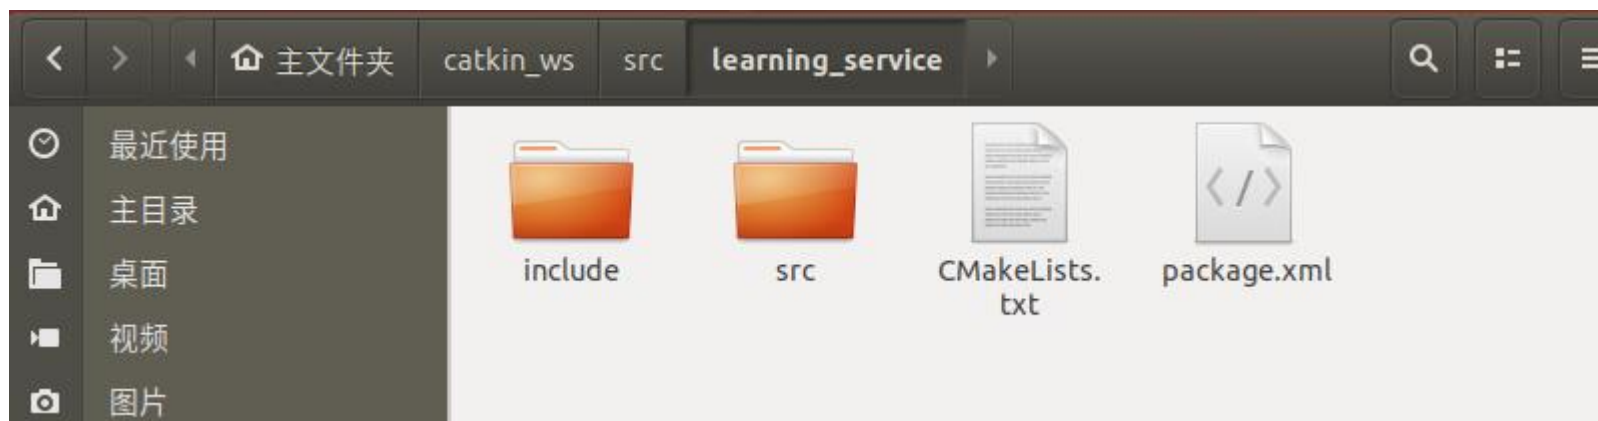 主文件夹 catkin_ws src learning_service
最近使用
主目录
桌面
视频
图片
include src CMakeLists. package.xml
txt